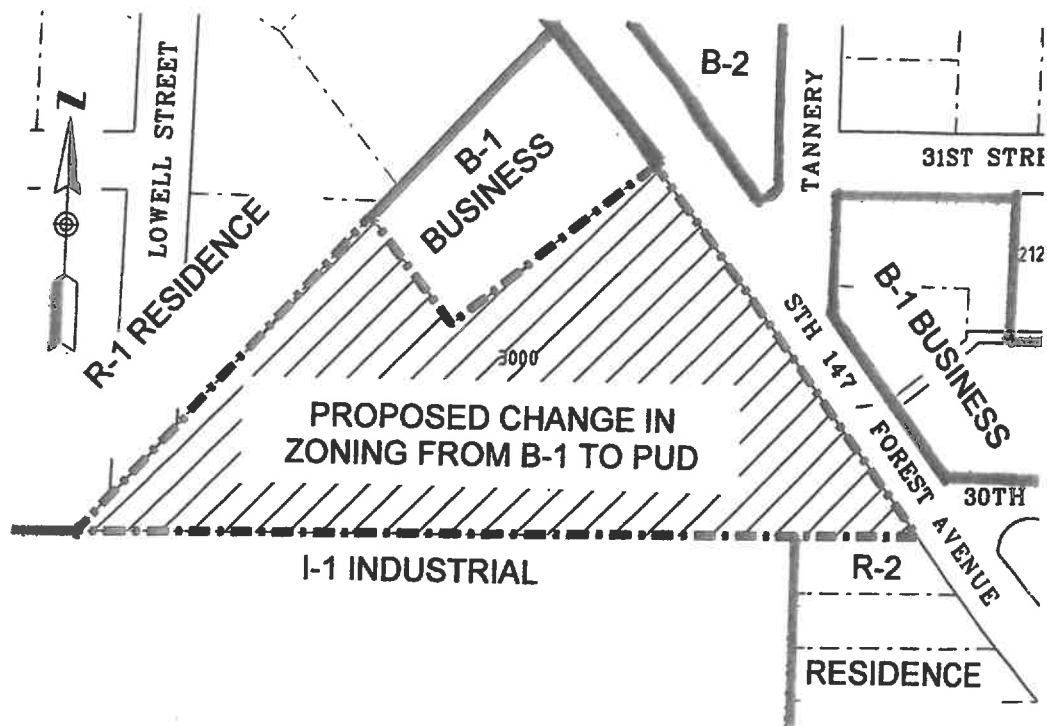 B-2
LOWELL STREET
TANNERY
Z
31ST STRE
B-1
BUSINESS
212
R-1 RESIDENCE
B-1 BUSINESS
3000
STH 147 / FOREST AVENUE
PROPOSED CHANGE IN
ZONING FROM B-1 TO PUD
30TH
I-1 INDUSTRIAL
R-2
RESIDENCE